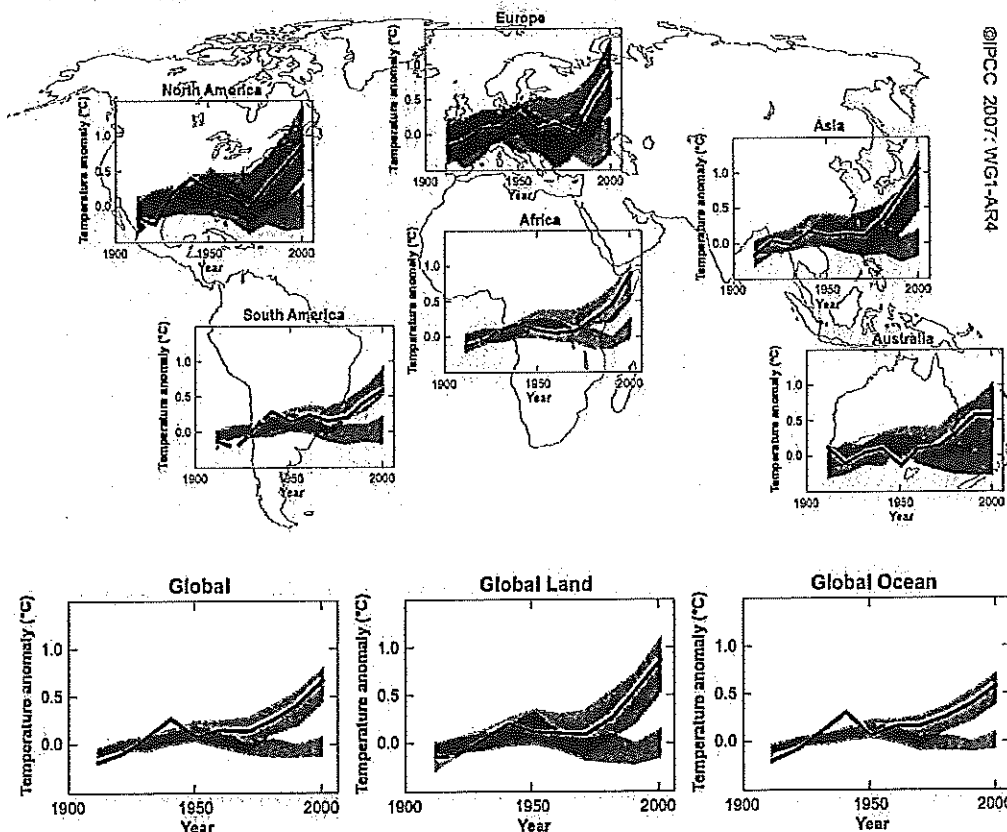 ©IPCC 2007: WG1-AR4
Europe
Temperature anomaly (°C)
1.0
0.5
0.0
1900
1950
2000
Year
North America
Temperature anomaly (°C)
1.0
0.5
0.0
1900
1950
2000
Year
Asia
Temperature anomaly (°C)
1.0
0.5
0.0
1900
1950
2000
Year
Africa
Temperature anomaly (°C)
1.0
0.5
0.0
1900
1950
2000
Year
South America
Temperature anomaly (°C)
1.0
0.5
0.0
1900
1950
2000
Year
Australia
Temperature anomaly (°C)
1.0
0.5
0.0
1900
1950
2000
Year
Global
Temperature anomaly (°C)
1.0
0.5
0.0
1900
1950
2000
Year
Global Land
Temperature anomaly (°C)
1.0
0.5
0.0
1900
1950
2000
Year
Global Ocean
Temperature anomaly (°C)
1.0
0.5
0.0
1900
1950
2000
Year